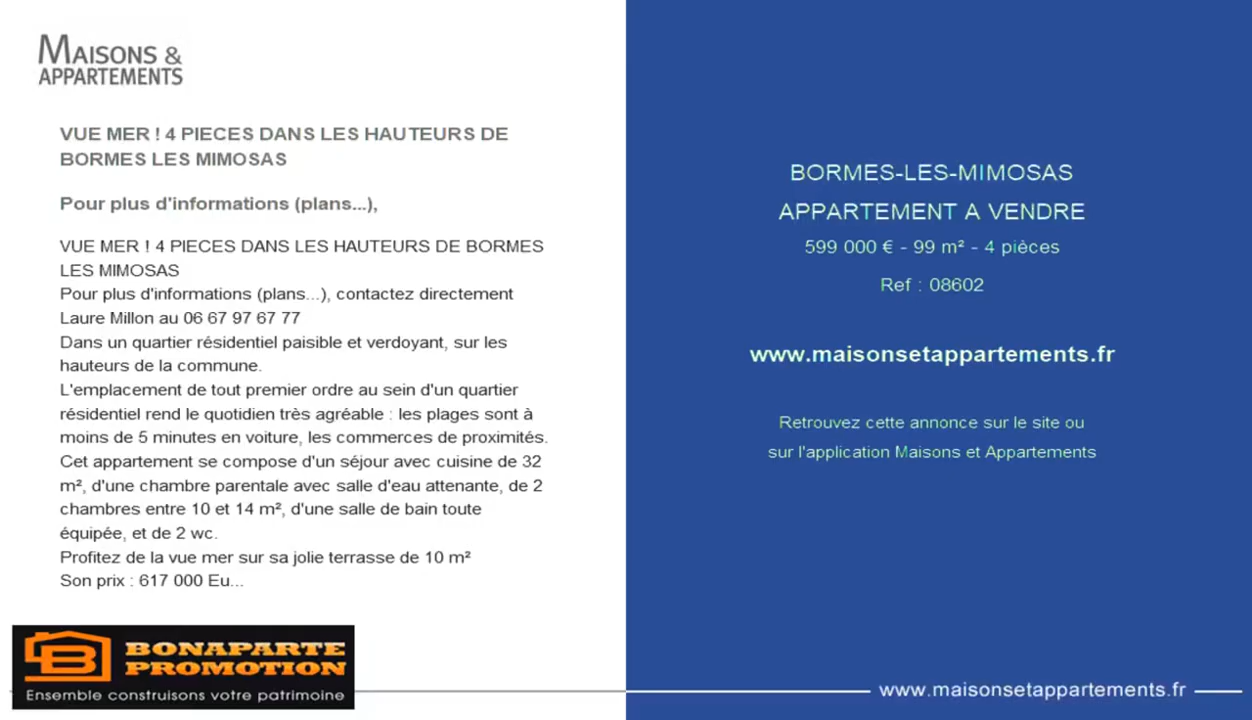 MAISONS &
APPARTEMENTS
VUE MER ! 4 PIECES DANS LES HAUTEURS DE
BORMES LES MIMOSAS
Pour plus d'informations (plans...),
VUE MER ! 4 PIECES DANS LES HAUTEURS DE BORMES
LES MIMOSAS
Pour plus d'informations (plans...), contactez directement
Laure Millon au 06 67 97 67 77
Dans un quartier résidentiel paisible et verdoyant, sur les
hauteurs de la commune.
L'emplacement de tout premier ordre au sein d'un quartier
résidentiel rend le quotidien très agréable : les plages sont à
moins de 5 minutes en voiture, les commerces de proximités.
Cet appartement se compose d'un séjour avec cuisine de 32
m², d'une chambre parentale avec salle d'eau attenante, de 2
chambres entre 10 et 14 m², d'une salle de bain toute
équipée, et de 2 wc.
Profitez de la vue mer sur sa jolie terrasse de 10 m²
Son prix : 617 000 Eu...
B BONAPARTE
PROMOTION
Ensemble construisons votre patrimoine
BORMES-LES-MIMOSAS
APPARTEMENT A VENDRE
599 000 € - 99 m² - 4 pièces
Ref : 08602
www.maisonsetappartements.fr
Retrouvez cette annonce sur le site ou
sur l'application Maisons et Appartements
www.maisonsetappartements.fr